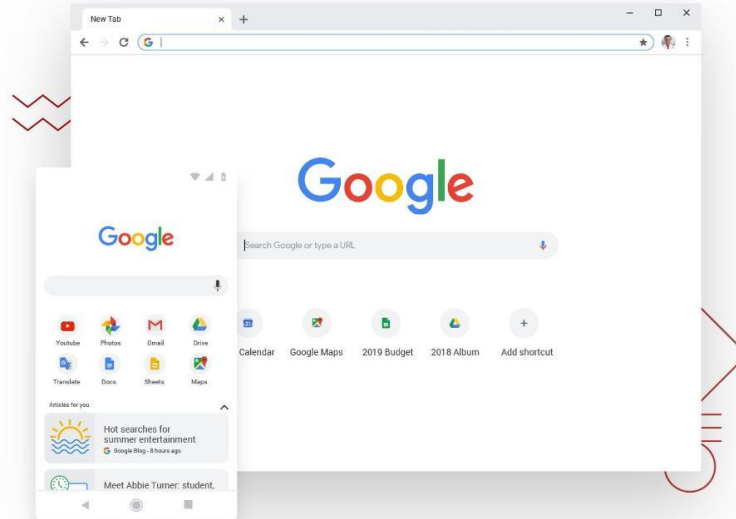 New Tab
Google
Search Google or type a URL
31
Calendar
Google Maps
2019 Budget
2018 Album
Add shortcut
Google
Youtube
Photos
Gmail
Drive
Translate
Docs
Sheets
Maps
Articles for you
Hot searches for
summer entertainment
Google Blog - 8 hours ago
Meet Abbie Turner: student,